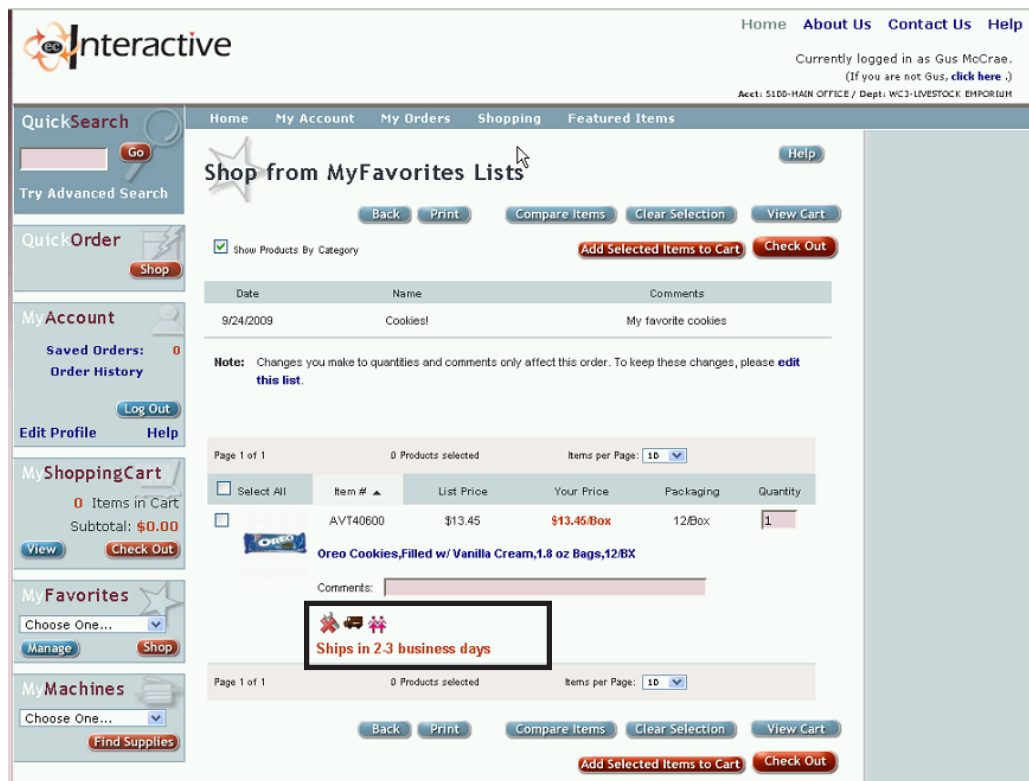 ecInteractive
Home About Us Contact Us Help
Currently logged in as Gus McCrae.
(If you are not Gus, click here .)
Acct: S100-MAIN OFFICE / Dept: WC3-LIVESTOCK EMPORIUM
QuickSearch
Go
Try Advanced Search
QuickOrder
Shop
MyAccount
Saved Orders: 0
Order History
Log Out
Edit Profile Help
MyShoppingCart
0 Items in Cart
Subtotal: $0.00
View Check Out
MyFavorites
Choose One...
Manage Shop
MyMachines
Choose One...
Find Supplies
Home My Account My Orders Shopping Featured Items
Shop from MyFavorites Lists
Help
Back Print Compare Items Clear Selection View Cart
Show Products By Category
Add Selected Items to Cart Check Out
Date Name Comments
9/24/2009 Cookies! My favorite cookies
Note: Changes you make to quantities and comments only affect this order. To keep these changes, please edit
this list.
Page 1 of 1 0 Products selected Items per Page: 10
Select All Item # List Price Your Price Packaging Quantity
AVT40600 $13.45 $13.45/Box 12/Box 1
OREO
Oreo Cookies,Filled w/ Vanilla Cream,1.8 oz Bags,12/BX
Comments:
Ships in 2-3 business days
Page 1 of 1 0 Products selected Items per Page: 10
Back Print Compare Items Clear Selection View Cart
Add Selected Items to Cart Check Out